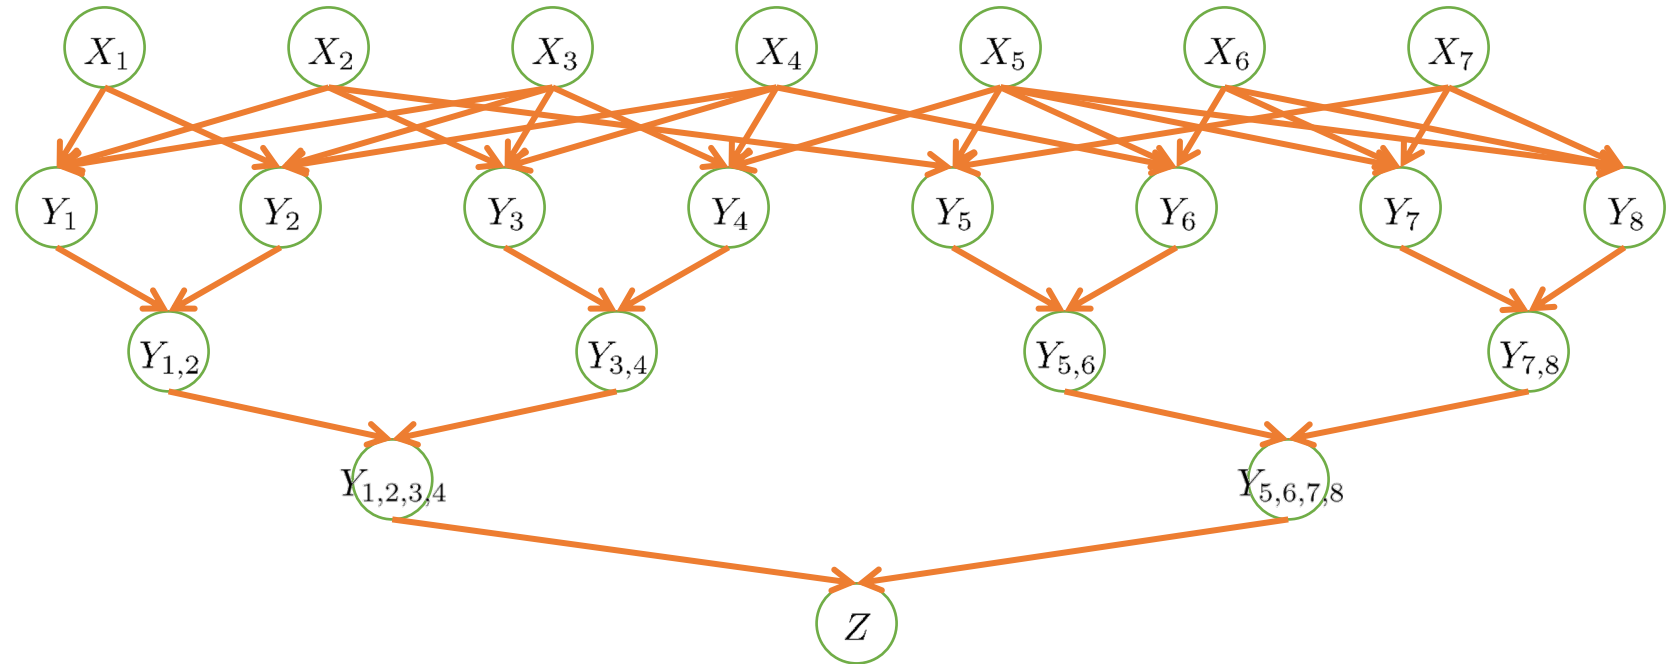 X₁ X₂ X₃ X₄ X₅ X₆ X₇
Y₁ Y₂ Y₃ Y₄ Y₅ Y₆ Y₇ Y₈
Y₁,₂ Y₃,₄ Y₅,₆ Y₇,₈
Y₁,₂,₃,₄ Y₅,₆,₇,₈
Z